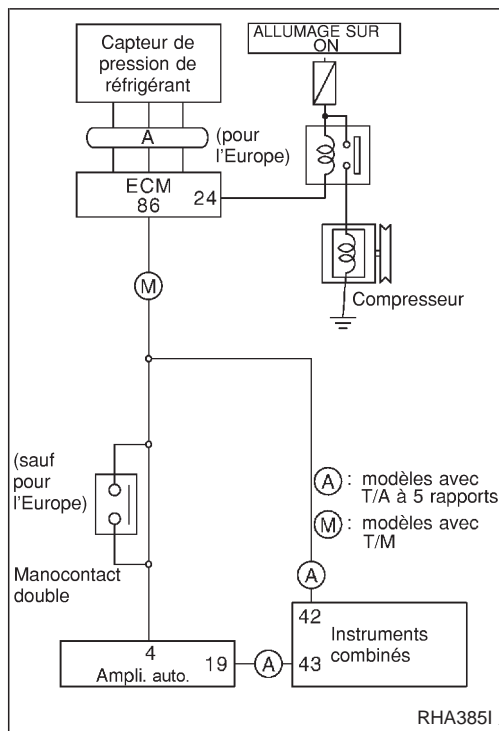 Capteur de
pression de
réfrigérant
ALLUMAGE SUR
ON
A
(pour
l'Europe)
ECM
86
24
M
Compresseur
(sauf
pour
l'Europe)
A : modèles avec
T/A à 5 rapports
M : modèles avec
T/M
Manocontact
double
A
42
Instruments
combinés
43
4
Ampli. auto.
19
A
RHA385I